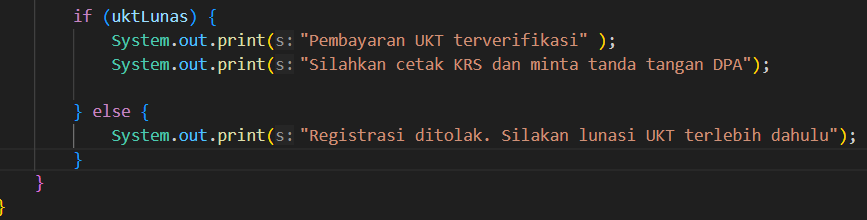 if (uktLunas) {
System.out.print(s: "Pembayaran UKT terverifikasi" );
System.out.print(s: "Silahkan cetak KRS dan minta tanda tangan DPA");
} else {
System.out.print(s: "Registrasi ditolak. Silakan lunasi UKT terlebih dahulu");
}
}
}